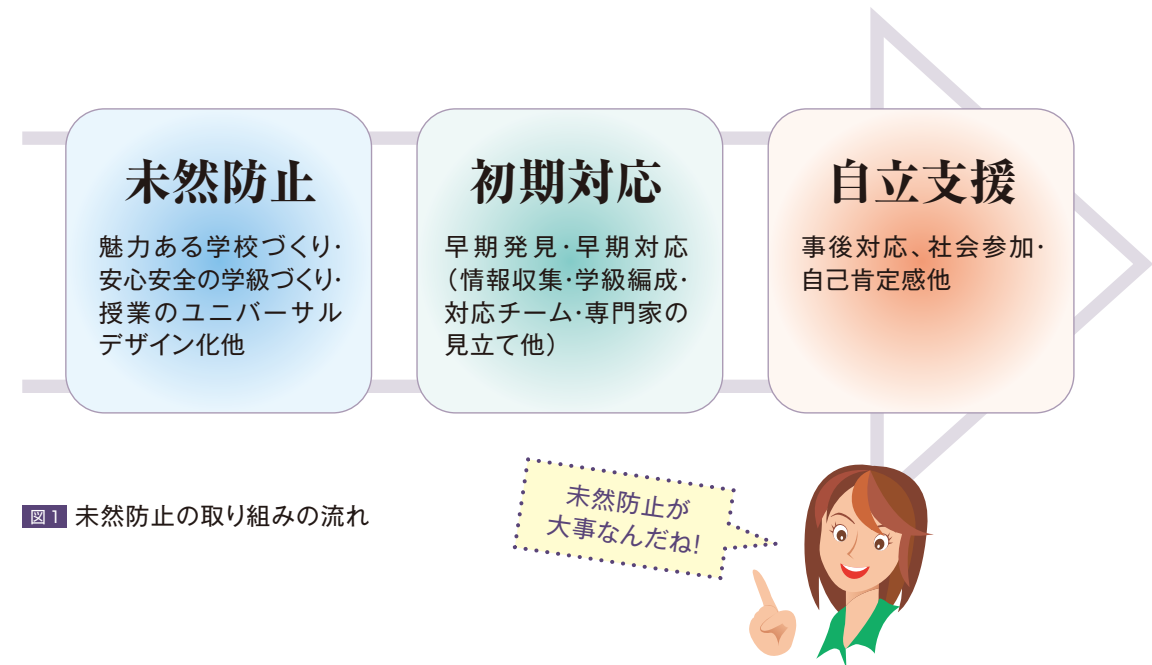 未然防止
魅力ある学校づくり・
安心安全の学級づくり・
授業のユニバーサル
デザイン化他
初期対応
早期発見・早期対応
（情報収集・学級編成・
対応チーム・専門家の
見立て他）
自立支援
事後対応、社会参加・
自己肯定感他
未然防止が
大事なんだね！
図1 未然防止の取り組みの流れ